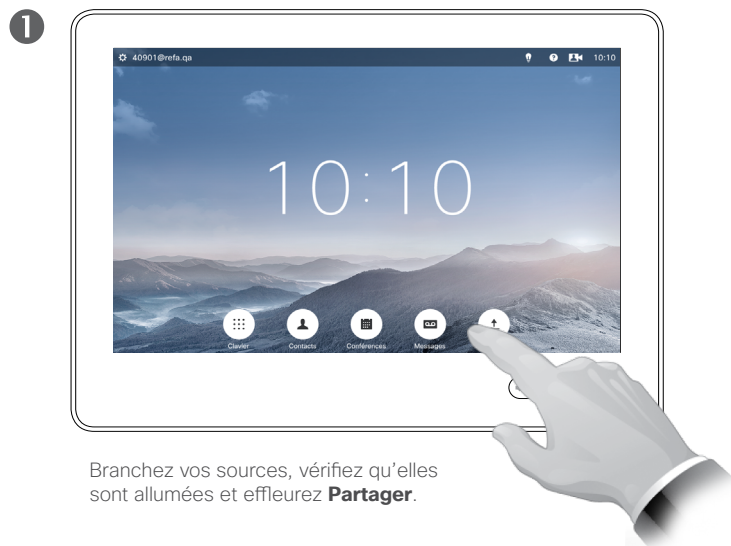 1
40901@refa.qa
10:10
10:10
Clavier Contacts Conférences Messages
Branchez vos sources, vérifiez qu'elles
sont allumées et effleurez Partager.